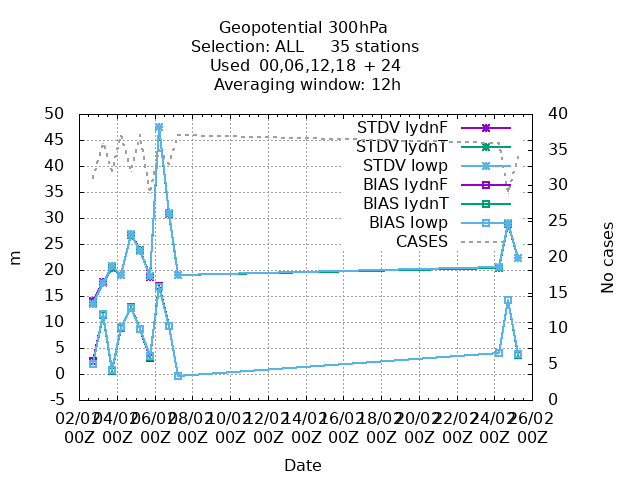 Geopotential 300hPa
Selection: ALL 35 stations
Used 00,06,12,18 + 24
Averaging window: 12h
50 45 40 35 30 25 20 15 10 5 0 -5
m
STDV lydnF
STDV lydnT
STDV lowp
BIAS lydnF
BIAS lydnT
BIAS lowp
CASES
40 35 30 25 20 15 10 5 0
No cases
02/02 04/02 06/02 08/02 10/02 12/02 14/02 16/02 18/02 20/02 22/02 24/02 26/02
00Z 00Z 00Z 00Z 00Z 00Z 00Z 00Z 00Z 00Z 00Z 00Z 00Z
Date